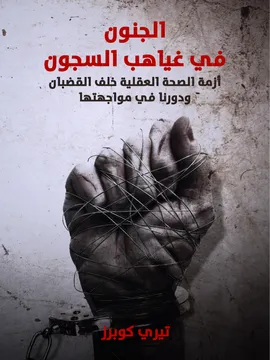 الجنون
في غياهب السجون
أزمة الصحة العقلية خلف القضبان
ودورنا في مواجهتها
تيري كوبرز